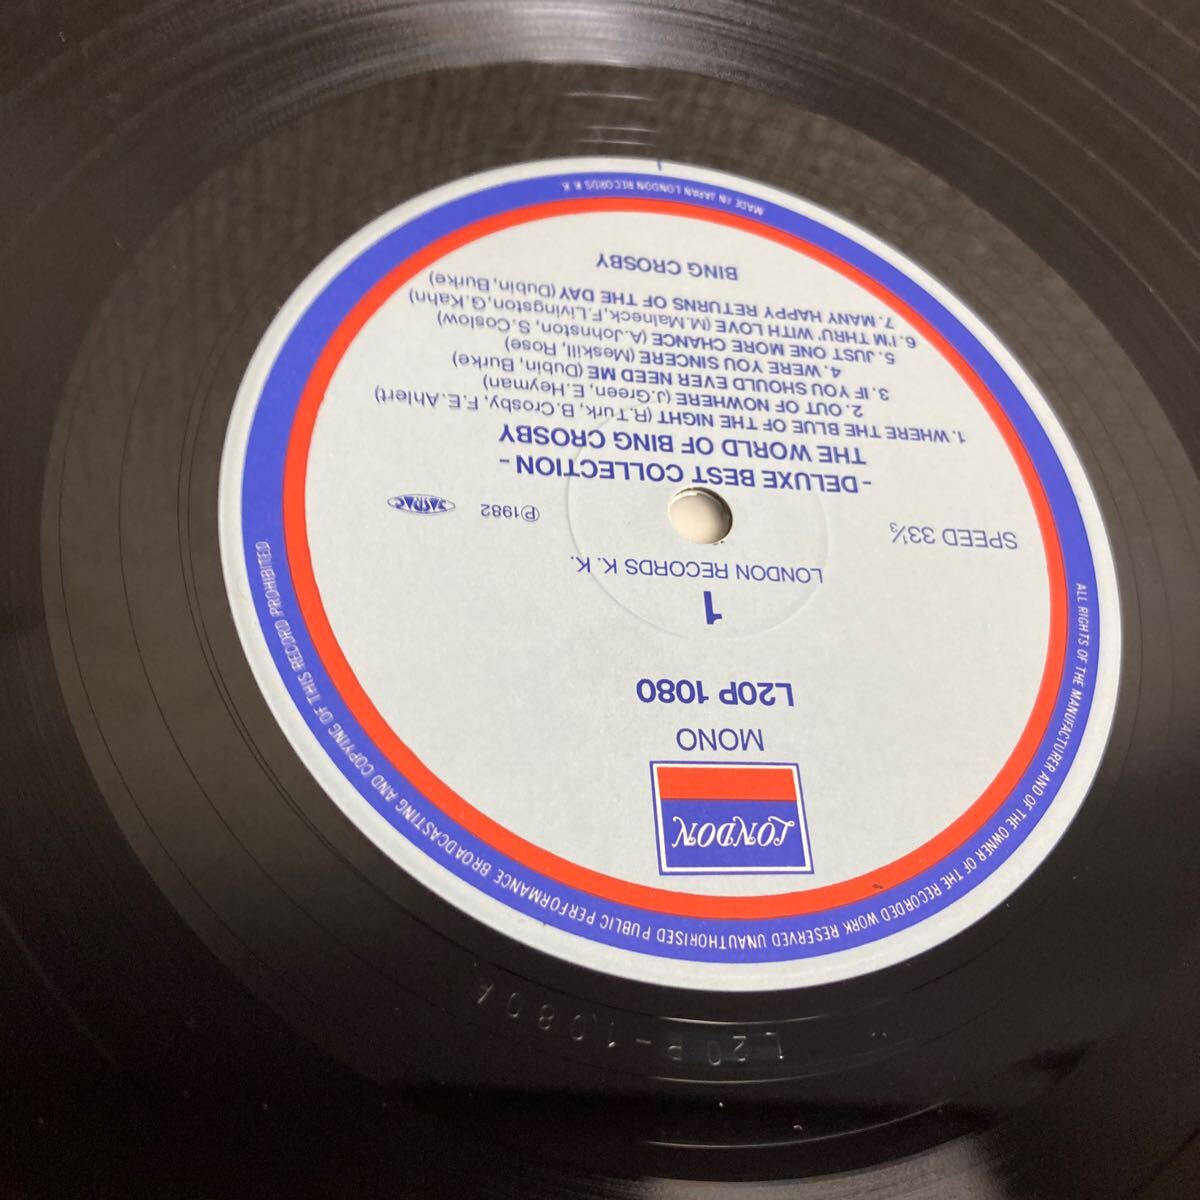 LONDON
MONO
L20P 1080
1
LONDON RECORDS K. K.
SPEED 33⅓
℗1982
JASRAC
- DELUXE BEST COLLECTION -
THE WORLD OF BING CROSBY
1. WHERE THE BLUE OF THE NIGHT (R.Turk, B.Crosby, F.E.Ahlert)
2. OUT OF NOWHERE (J.Green, E.Heyman)
3. IF YOU SHOULD EVER NEED ME (Dubin, Burke)
4. WERE YOU SINCERE (Meskill, Rose)
5. JUST ONE MORE CHANCE (A.Johnston, S.Coslow)
6. I'M THRU' WITH LOVE (M.Malneck, F.Livingston, G.Kahn)
7. MANY HAPPY RETURNS OF THE DAY (Dubin, Burke)
BING CROSBY
ALL RIGHTS OF THE MANUFACTURER AND OF THE OWNER OF THE RECORDED WORK RESERVED UNAUTHORISED PUBLIC PERFORMANCE BROADCASTING AND COPYING OF THIS RECORD PROHIBITED.
MADE IN JAPAN LONDON RECORDS K. K.
L20P-1080A